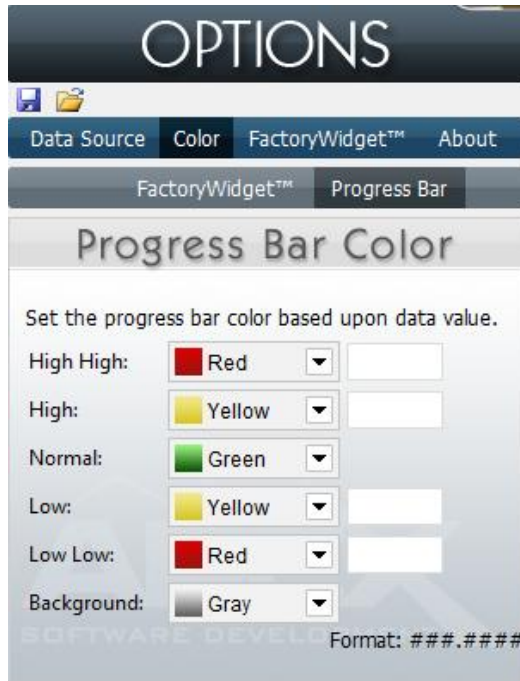 OPTIONS
Data Source Color FactoryWidget™ About
FactoryWidget™ Progress Bar
Progress Bar Color
Set the progress bar color based upon data value.
High High: Red
High: Yellow
Normal: Green
Low: Yellow
Low Low: Red
Background: Gray
Format: ###.####